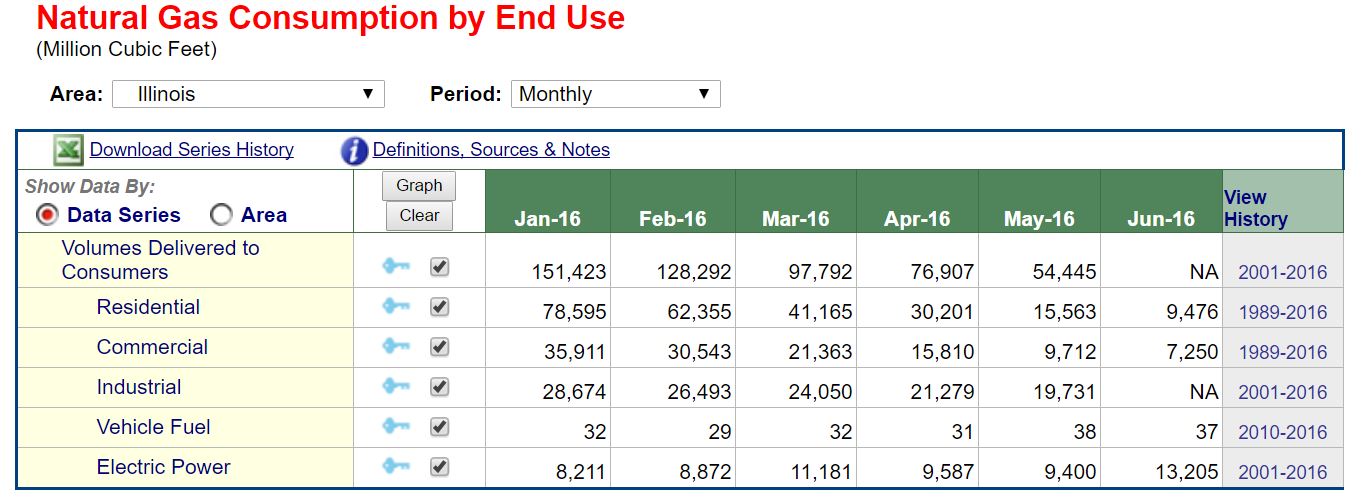 Natural Gas Consumption by End Use
(Million Cubic Feet)
Area: Illinois Period: Monthly
Download Series History Definitions, Sources & Notes
Show Data By:
Data Series Area
Graph
Clear
Jan-16 Feb-16 Mar-16 Apr-16 May-16 Jun-16
View
History
Volumes Delivered to
Consumers 151,423 128,292 97,792 76,907 54,445 NA 2001-2016
Residential 78,595 62,355 41,165 30,201 15,563 9,476 1989-2016
Commercial 35,911 30,543 21,363 15,810 9,712 7,250 1989-2016
Industrial 28,674 26,493 24,050 21,279 19,731 NA 2001-2016
Vehicle Fuel 32 29 32 31 38 37 2010-2016
Electric Power 8,211 8,872 11,181 9,587 9,400 13,205 2001-2016